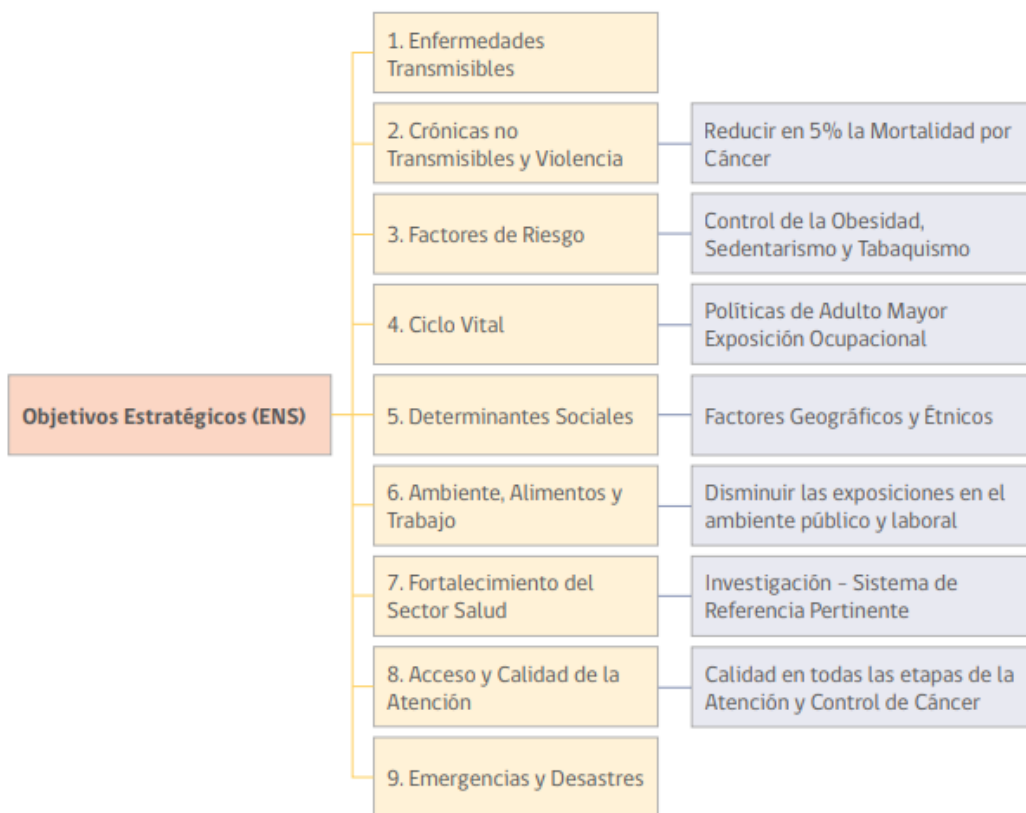 1. Enfermedades
Transmisibles
2. Crónicas no
Transmisibles y Violencia
Reducir en 5% la Mortalidad por
Cáncer
3. Factores de Riesgo
Control de la Obesidad,
Sedentarismo y Tabaquismo
4. Ciclo Vital
Políticas de Adulto Mayor
Exposición Ocupacional
Objetivos Estratégicos (ENS)
5. Determinantes Sociales
Factores Geográficos y Étnicos
6. Ambiente, Alimentos y
Trabajo
Disminuir las exposiciones en el
ambiente público y laboral
7. Fortalecimiento del
Sector Salud
Investigación – Sistema de
Referencia Pertinente
8. Acceso y Calidad de la
Atención
Calidad en todas las etapas de la
Atención y Control de Cáncer
9. Emergencias y Desastres